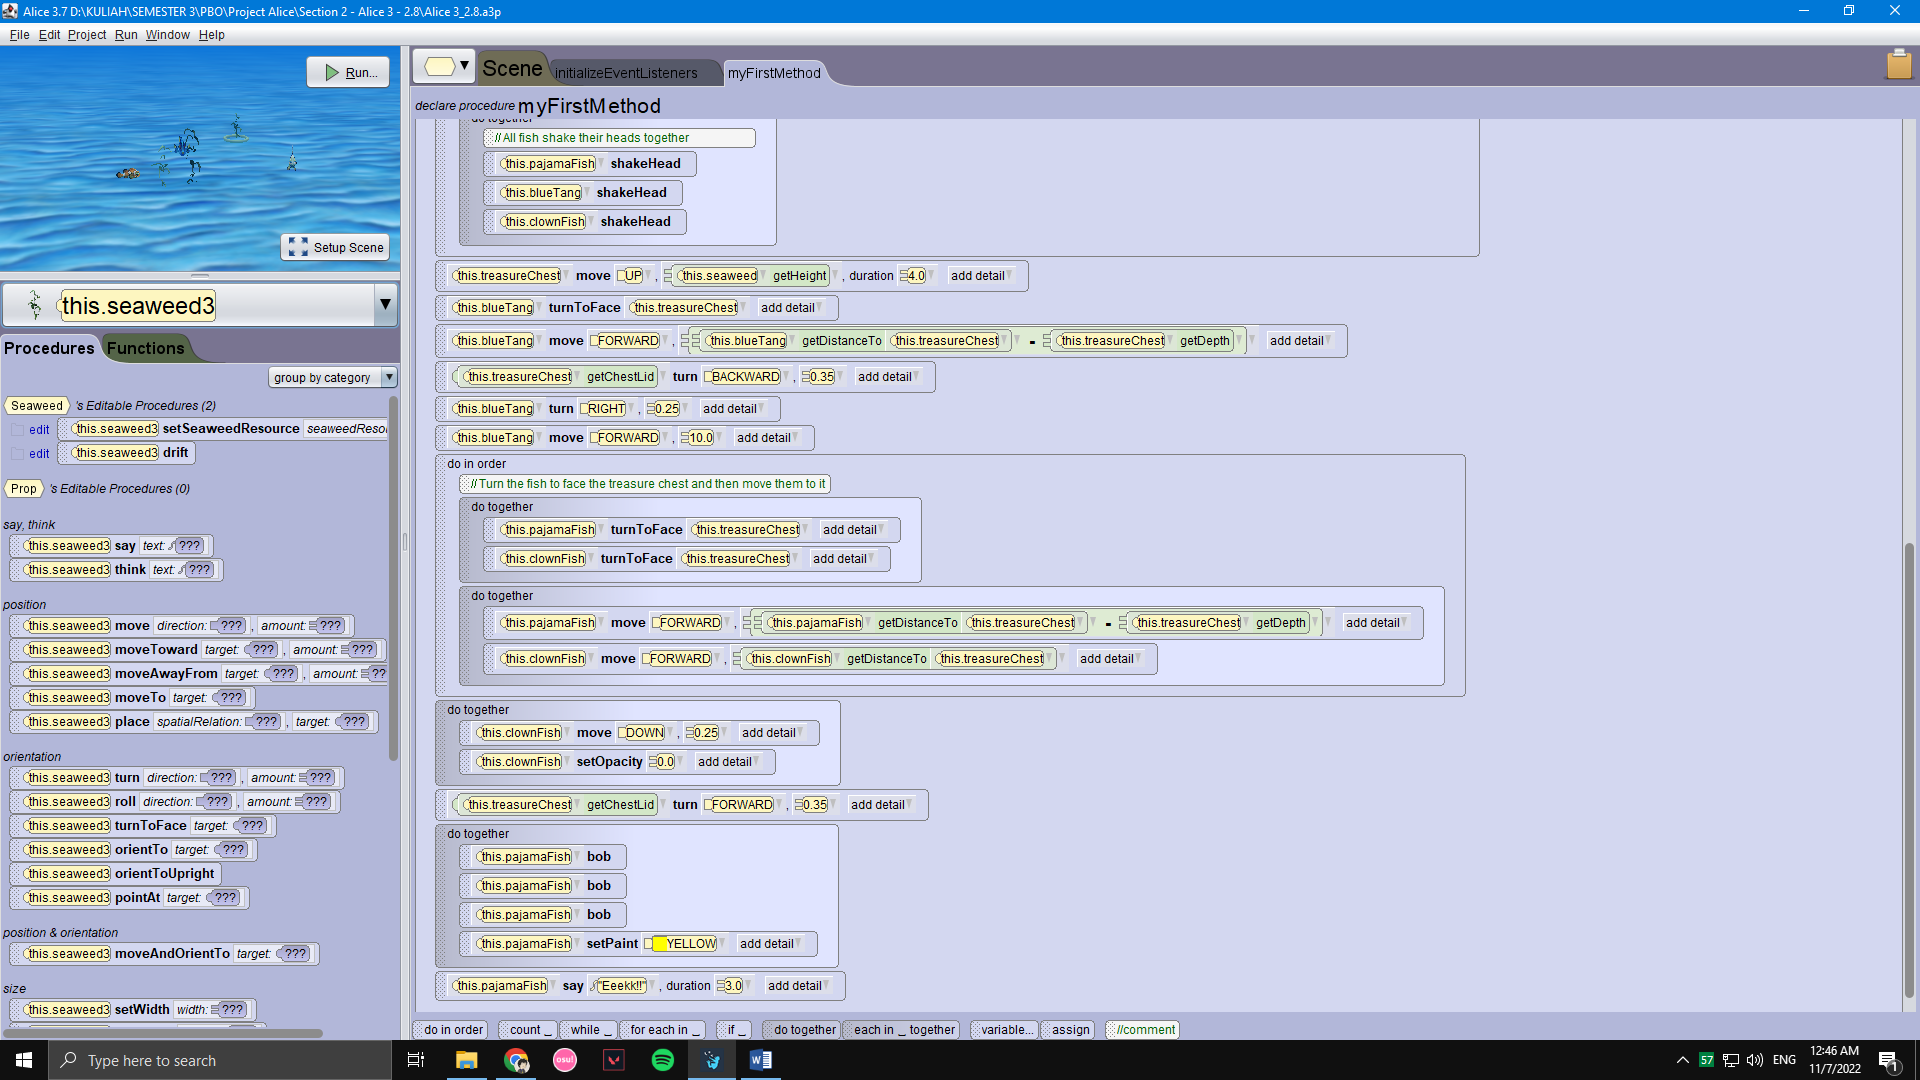 Alice 3.7 D:\KULIAH\SEMESTER 3\PBO\Project Alice\Section 2 - Alice 3 - 2.8\Alice 3_2.8.a3p
File Edit Project Run Window Help
Run...
Setup Scene
this.seaweed3
Procedures Functions
group by category
Seaweed 's Editable Procedures (2)
edit this.seaweed3 setSeaweedResource
edit this.seaweed3 drift
Prop 's Editable Procedures (0)
say, think
this.seaweed3 say text: ???
this.seaweed3 think text: ???
position
this.seaweed3 move direction: ???, amount: ???
this.seaweed3 moveToward target: ???, amount: ???
this.seaweed3 moveAwayFrom target: ???, amount: ??
this.seaweed3 moveTo target: ???
this.seaweed3 place spatialRelation: ???, target: ???
orientation
this.seaweed3 turn direction: ???, amount: ???
this.seaweed3 roll direction: ???, amount: ???
this.seaweed3 turnToFace target: ???
this.seaweed3 orientTo target: ???
this.seaweed3 orientToUpright
this.seaweed3 pointAt target: ???
position & orientation
this.seaweed3 moveAndOrientTo target: ???
size
this.seaweed3 setWidth width: ???
Scene initializeEventListeners myFirstMethod
declare procedure myFirstMethod
do together
//All fish shake their heads together
this.pajamaFish shakeHead
this.blueTang shakeHead
this.clownFish shakeHead
this.treasureChest move UP, this.seaweed getHeight, duration 4.0 add detail
this.blueTang turnToFace this.treasureChest add detail
this.blueTang move FORWARD, this.blueTang getDistanceTo this.treasureChest - this.treasureChest getDepth add detail
this.treasureChest getChestLid turn BACKWARD, 0.35 add detail
this.blueTang turn RIGHT, 0.25 add detail
this.blueTang move FORWARD, 10.0 add detail
do in order
//Turn the fish to face the treasure chest and then move them to it
do together
this.pajamaFish turnToFace this.treasureChest add detail
this.clownFish turnToFace this.treasureChest add detail
do together
this.pajamaFish move FORWARD, this.pajamaFish getDistanceTo this.treasureChest - this.treasureChest getDepth add detail
this.clownFish move FORWARD, this.clownFish getDistanceTo this.treasureChest add detail
do together
this.clownFish move DOWN, 0.25 add detail
this.clownFish setOpacity 0.0 add detail
this.treasureChest getChestLid turn FORWARD, 0.35 add detail
do together
this.pajamaFish bob
this.pajamaFish bob
this.pajamaFish bob
this.pajamaFish setPaint YELLOW add detail
this.pajamaFish say "Eeekk!!", duration 3.0 add detail
do in order count _ while _ for each in _ if _ do together each in _ together variable... assign //comment
Type here to search
osu!
57
ENG
12:46 AM
11/7/2022
1